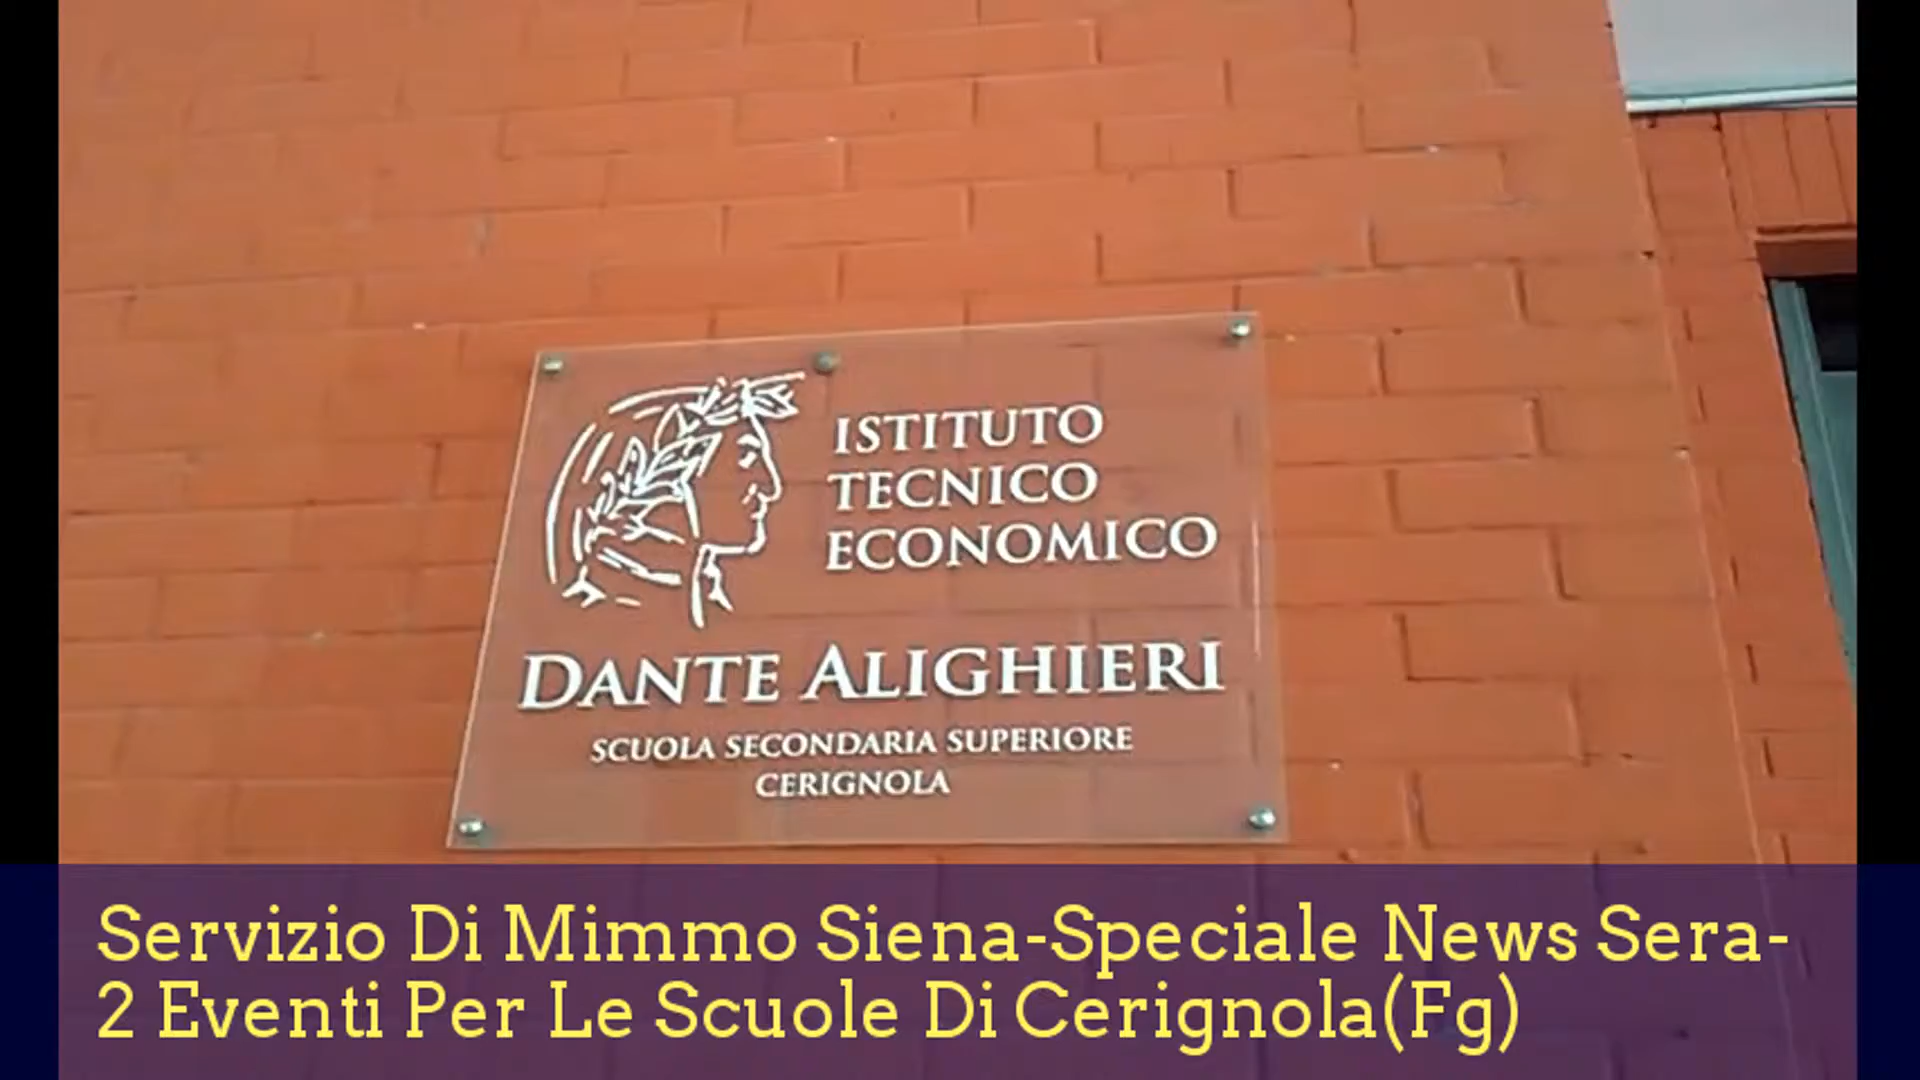 ISTITUTO
TECNICO
ECONOMICO
DANTE ALIGHIERI
SCUOLA SECONDARIA SUPERIORE
CERIGNOLA
Servizio Di Mimmo Siena-Speciale News Sera-
2 Eventi Per Le Scuole Di Cerignola(Fg)